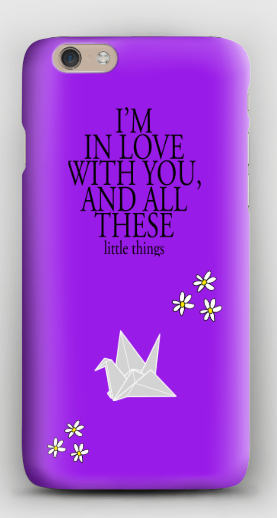 I'M
IN LOVE
WITH YOU,
AND ALL
THESE
little things